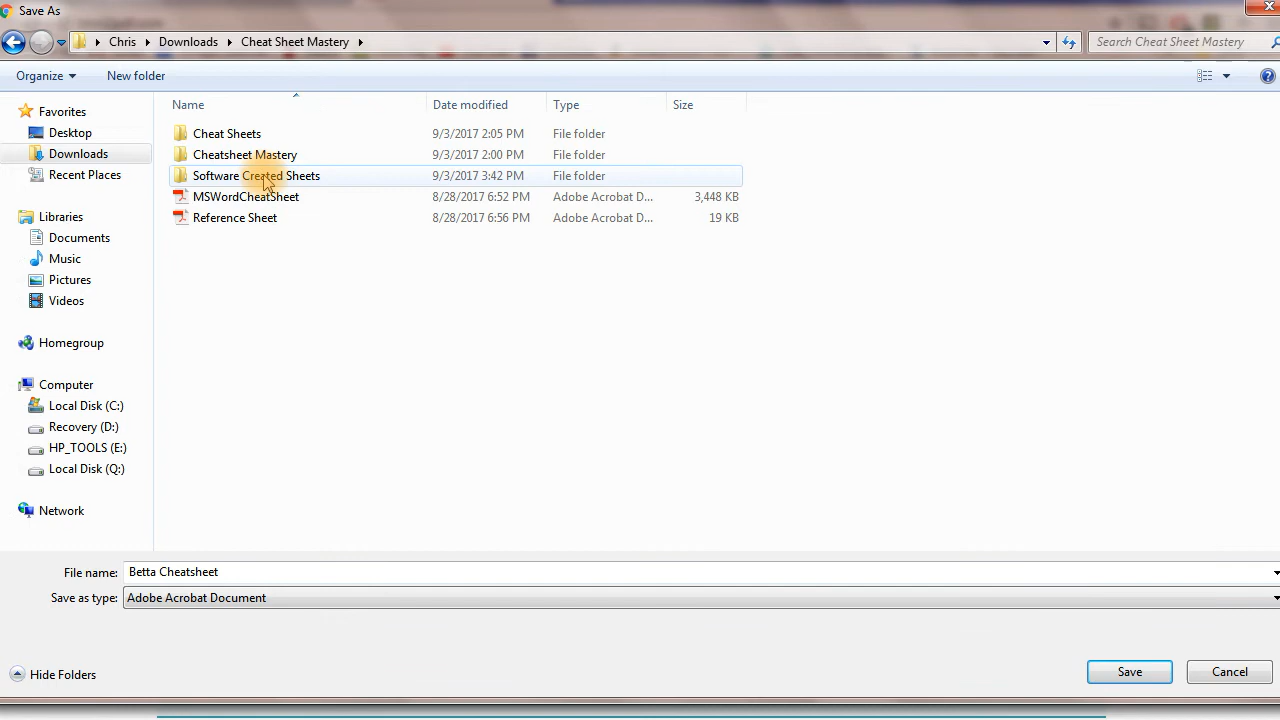 Save As
Chris Downloads Cheat Sheet Mastery Search Cheat Sheet Mastery
Organize New folder
Name Date modified Type Size
Favorites
Desktop
Downloads
Recent Places
Libraries
Documents
Music
Pictures
Videos
Homegroup
Computer
Local Disk (C:)
Recovery (D:)
HP_TOOLS (E:)
Local Disk (Q:)
Network
Cheat Sheets 9/3/2017 2:05 PM File folder
Cheatsheet Mastery 9/3/2017 2:00 PM File folder
Software Created Sheets 9/3/2017 3:42 PM File folder
MSWordCheatSheet 8/28/2017 6:52 PM Adobe Acrobat D... 3,448 KB
Reference Sheet 8/28/2017 6:56 PM Adobe Acrobat D... 19 KB
File name: Betta Cheatsheet
Save as type: Adobe Acrobat Document
Hide Folders Save Cancel